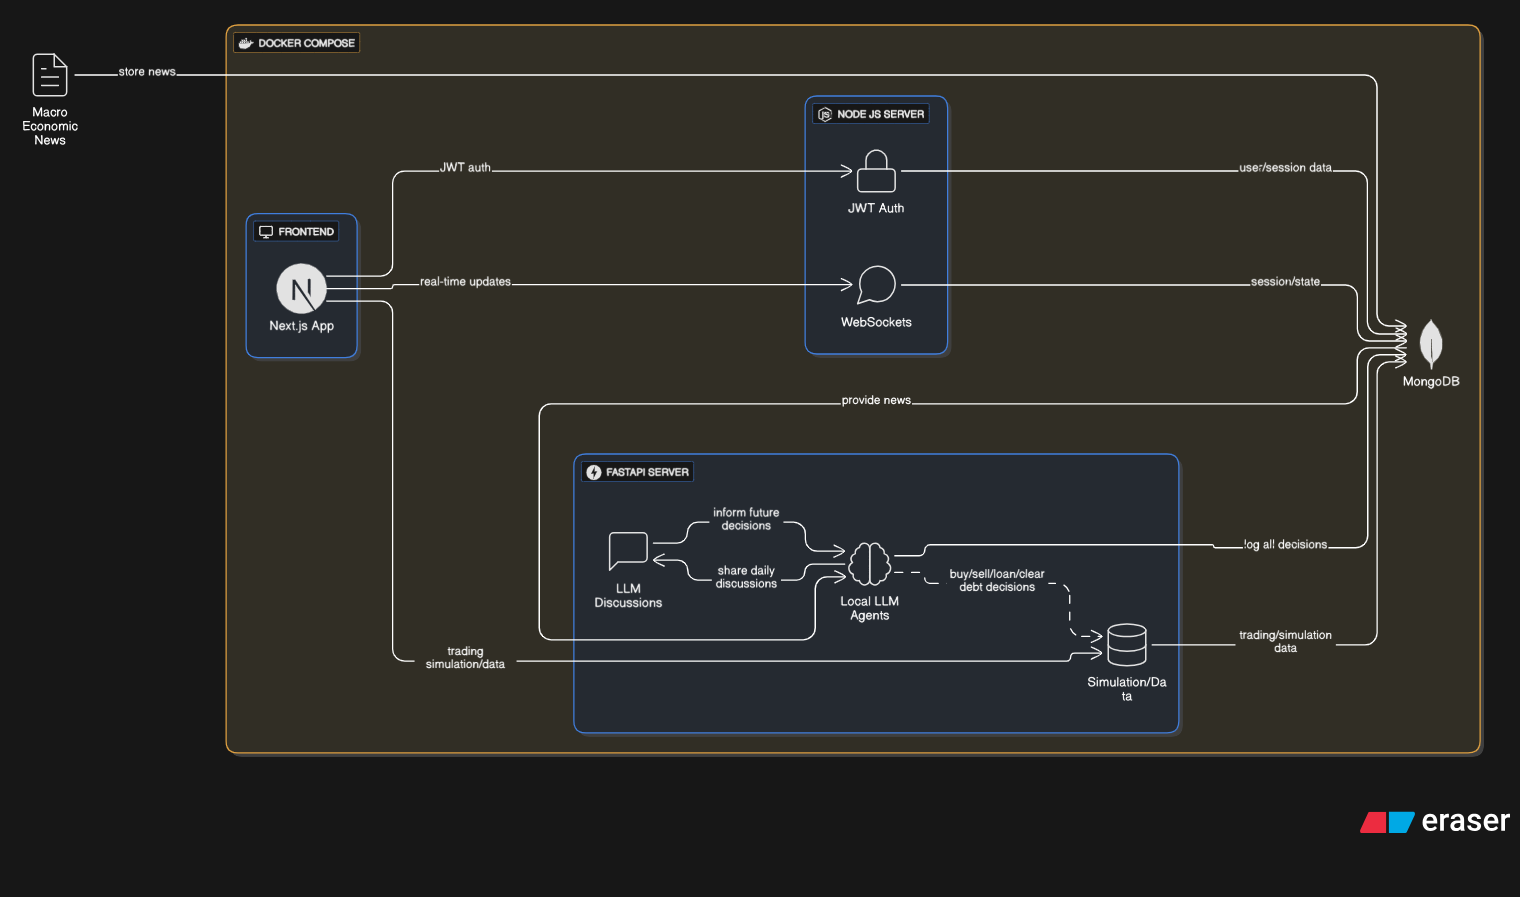 DOCKER COMPOSE
store news
Macro
Economic
News
NODE JS SERVER
JWT auth
user/session data
JWT Auth
FRONTEND
real-time updates
session/state
Next.js App
WebSockets
MongoDB
provide news
FASTAPI SERVER
inform future
decisions
log all decisions
share daily
discussions
buy/sell/loan/clear
debt decisions
LLM
Discussions
Local LLM
Agents
trading
simulation/data
trading/simulation
data
Simulation/Da
ta
eraser